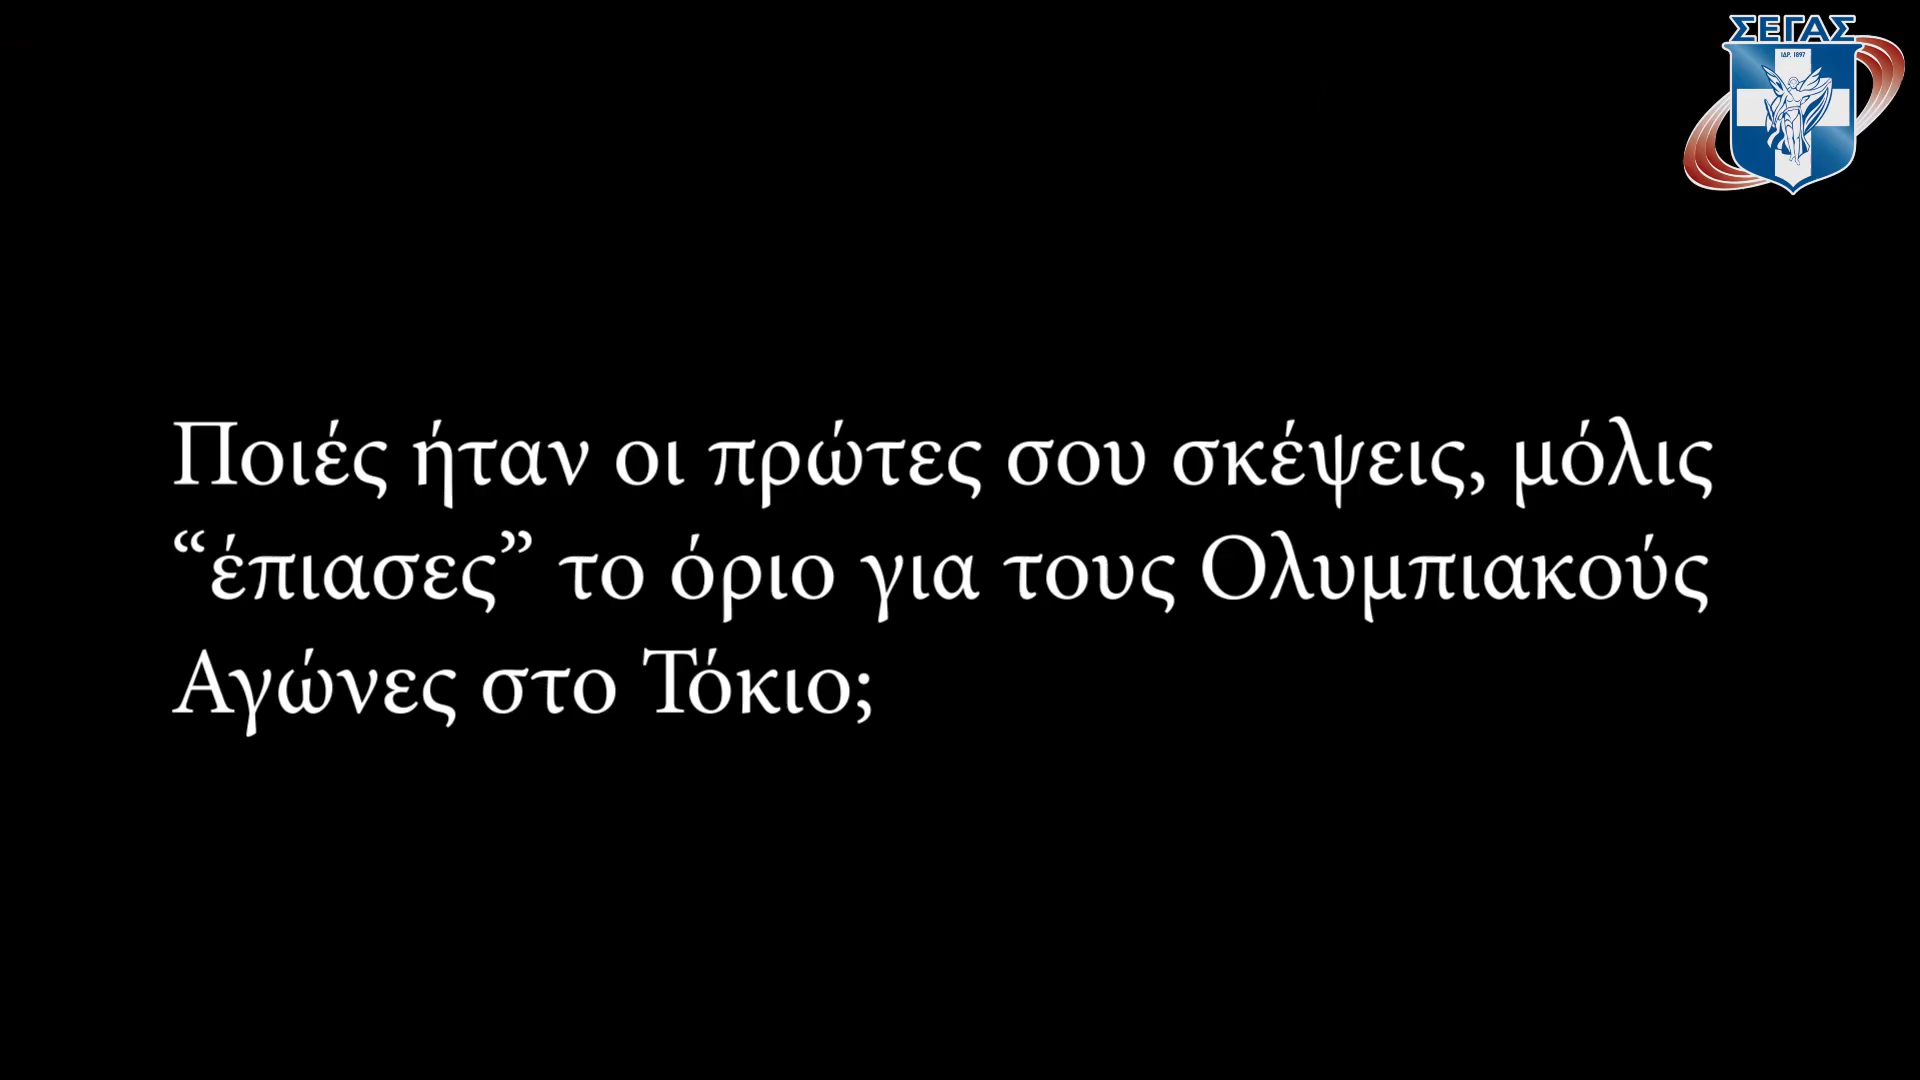 ΣΕΓΑΣ
ΙΔΡ. 1897
Ποιές ήταν οι πρώτες σου σκέψεις, μόλις
“έπιασες” το όριο για τους Ολυμπιακούς
Αγώνες στο Τόκιο;